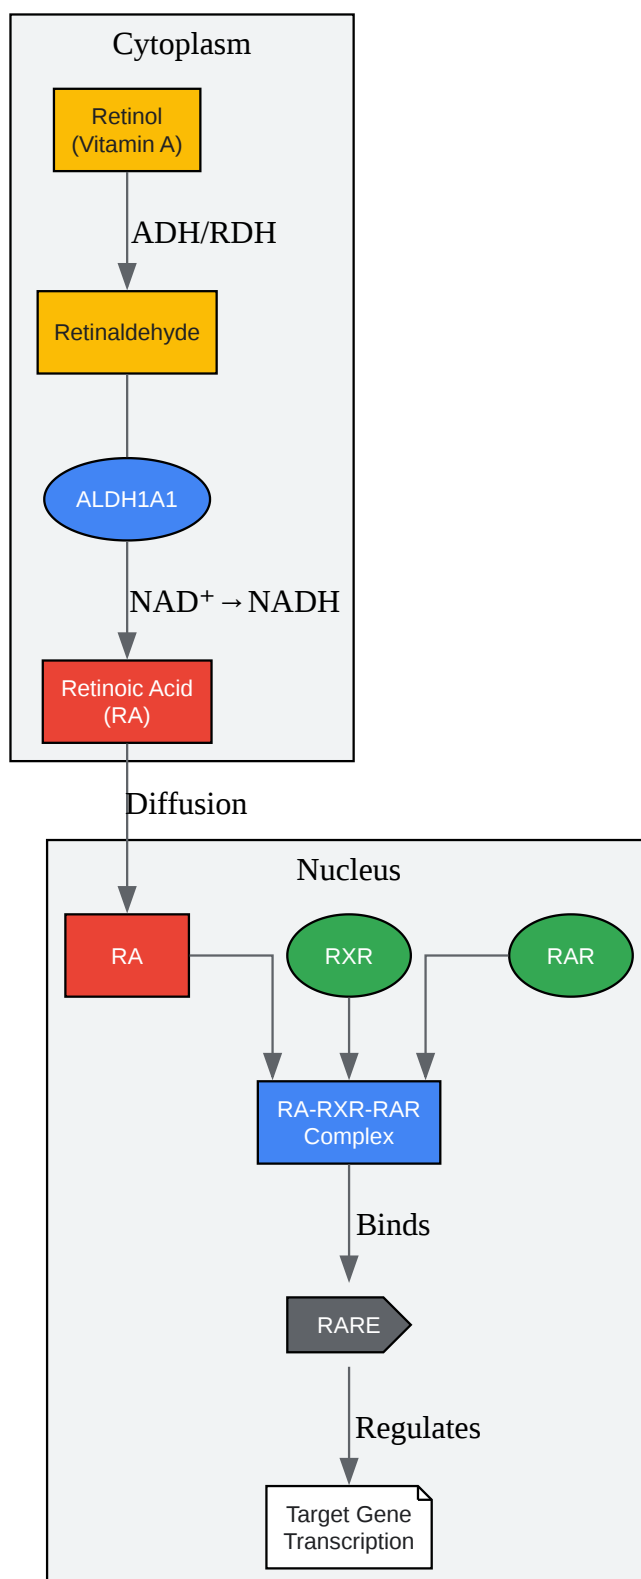 Cytoplasm
Retinol
(Vitamin A)
ADH/RDH
Retinaldehyde
ALDH1A1
NAD⁺→NADH
Retinoic Acid
(RA)
Diffusion
Nucleus
RA
RXR
RAR
RA-RXR-RAR
Complex
Binds
RARE
Regulates
Target Gene
Transcription